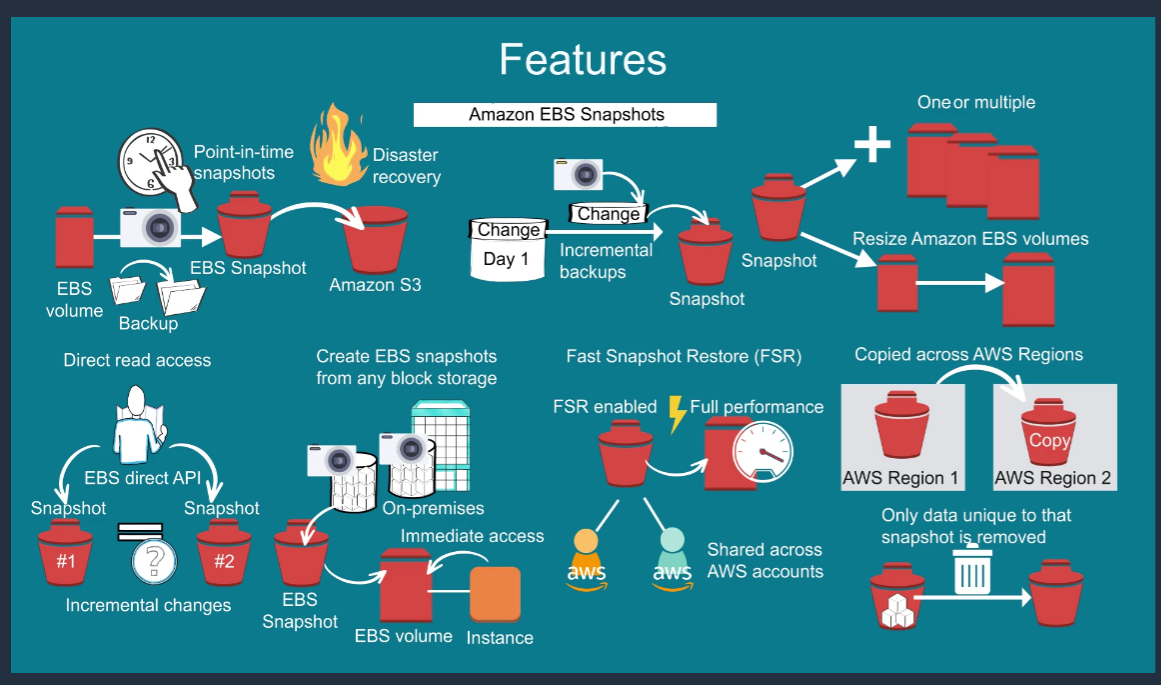 Features
Amazon EBS Snapshots
12
3
6
9
Point-in-time
snapshots
Disaster
recovery
EBS
volume
Backup
EBS Snapshot
Amazon S3
Change
Change
Day 1
Incremental
backups
Snapshot
Snapshot
One or multiple
Resize Amazon EBS volumes
Direct read access
EBS direct API
Snapshot
Snapshot
#1
?
#2
Incremental changes
Create EBS snapshots
from any block storage
On-premises
Immediate access
EBS
Snapshot
EBS volume
Instance
Fast Snapshot Restore (FSR)
FSR enabled
Full performance
aws
aws
Shared across
AWS accounts
Copied across AWS Regions
Copy
AWS Region 1
AWS Region 2
Only data unique to that
snapshot is removed